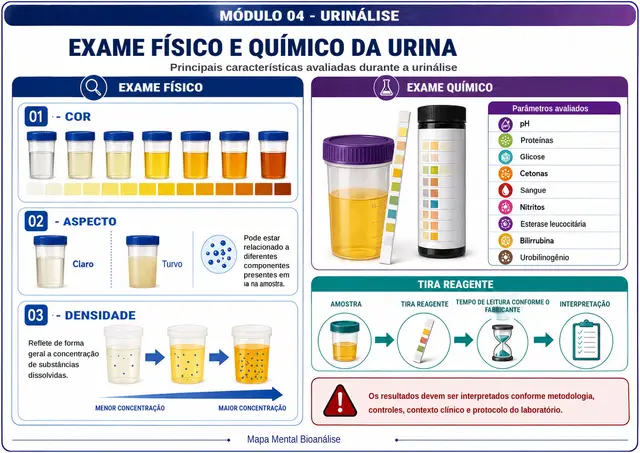 MÓDULO 04 - URINÁLISE
EXAME FÍSICO E QUÍMICO DA URINA
Principais características avaliadas durante a urinálise
EXAME FÍSICO
01 - COR
02 - ASPECTO
Claro
Turvo
Pode estar
relacionado a
diferentes
componentes
presentes em
na amostra.
03 - DENSIDADE
Reflete de forma
geral a concentração
de substâncias
dissolvidas.
MENOR CONCENTRAÇÃO
MAIOR CONCENTRAÇÃO
EXAME QUÍMICO
Parâmetros avaliados
pH
Proteínas
Glicose
Cetonas
Sangue
Nitritos
Esterase leucocitária
Bilirrubina
Urobilinogênio
TIRA REAGENTE
AMOSTRA
TIRA REAGENTE
TEMPO DE LEITURA CONFORME O
FABRICANTE
INTERPRETAÇÃO
Os resultados devem ser interpretados conforme metodologia,
controles, contexto clínico e protocolo do laboratório.
Mapa Mental Bioanálise